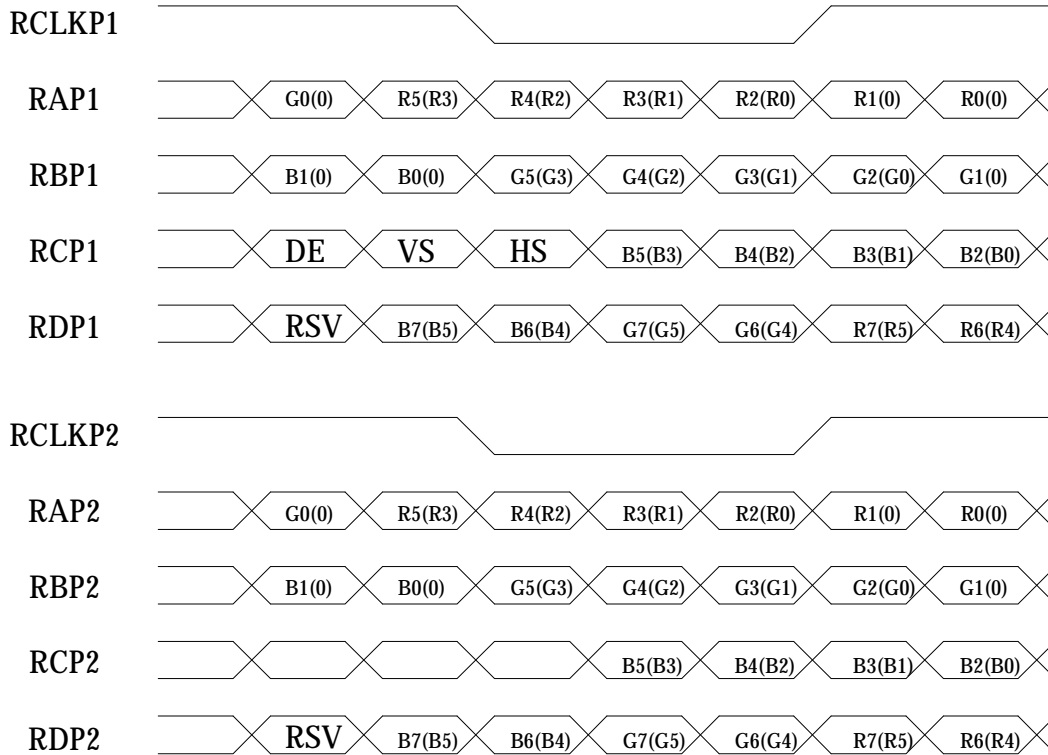 RCLKP1
RAP1 G0(0) R5(R3) R4(R2) R3(R1) R2(R0) R1(0) R0(0)
RBP1 B1(0) B0(0) G5(G3) G4(G2) G3(G1) G2(G0) G1(0)
RCP1 DE VS HS B5(B3) B4(B2) B3(B1) B2(B0)
RDP1 RSV B7(B5) B6(B4) G7(G5) G6(G4) R7(R5) R6(R4)
RCLKP2
RAP2 G0(0) R5(R3) R4(R2) R3(R1) R2(R0) R1(0) R0(0)
RBP2 B1(0) B0(0) G5(G3) G4(G2) G3(G1) G2(G0) G1(0)
RCP2 B5(B3) B4(B2) B3(B1) B2(B0)
RDP2 RSV B7(B5) B6(B4) G7(G5) G6(G4) R7(R5) R6(R4)